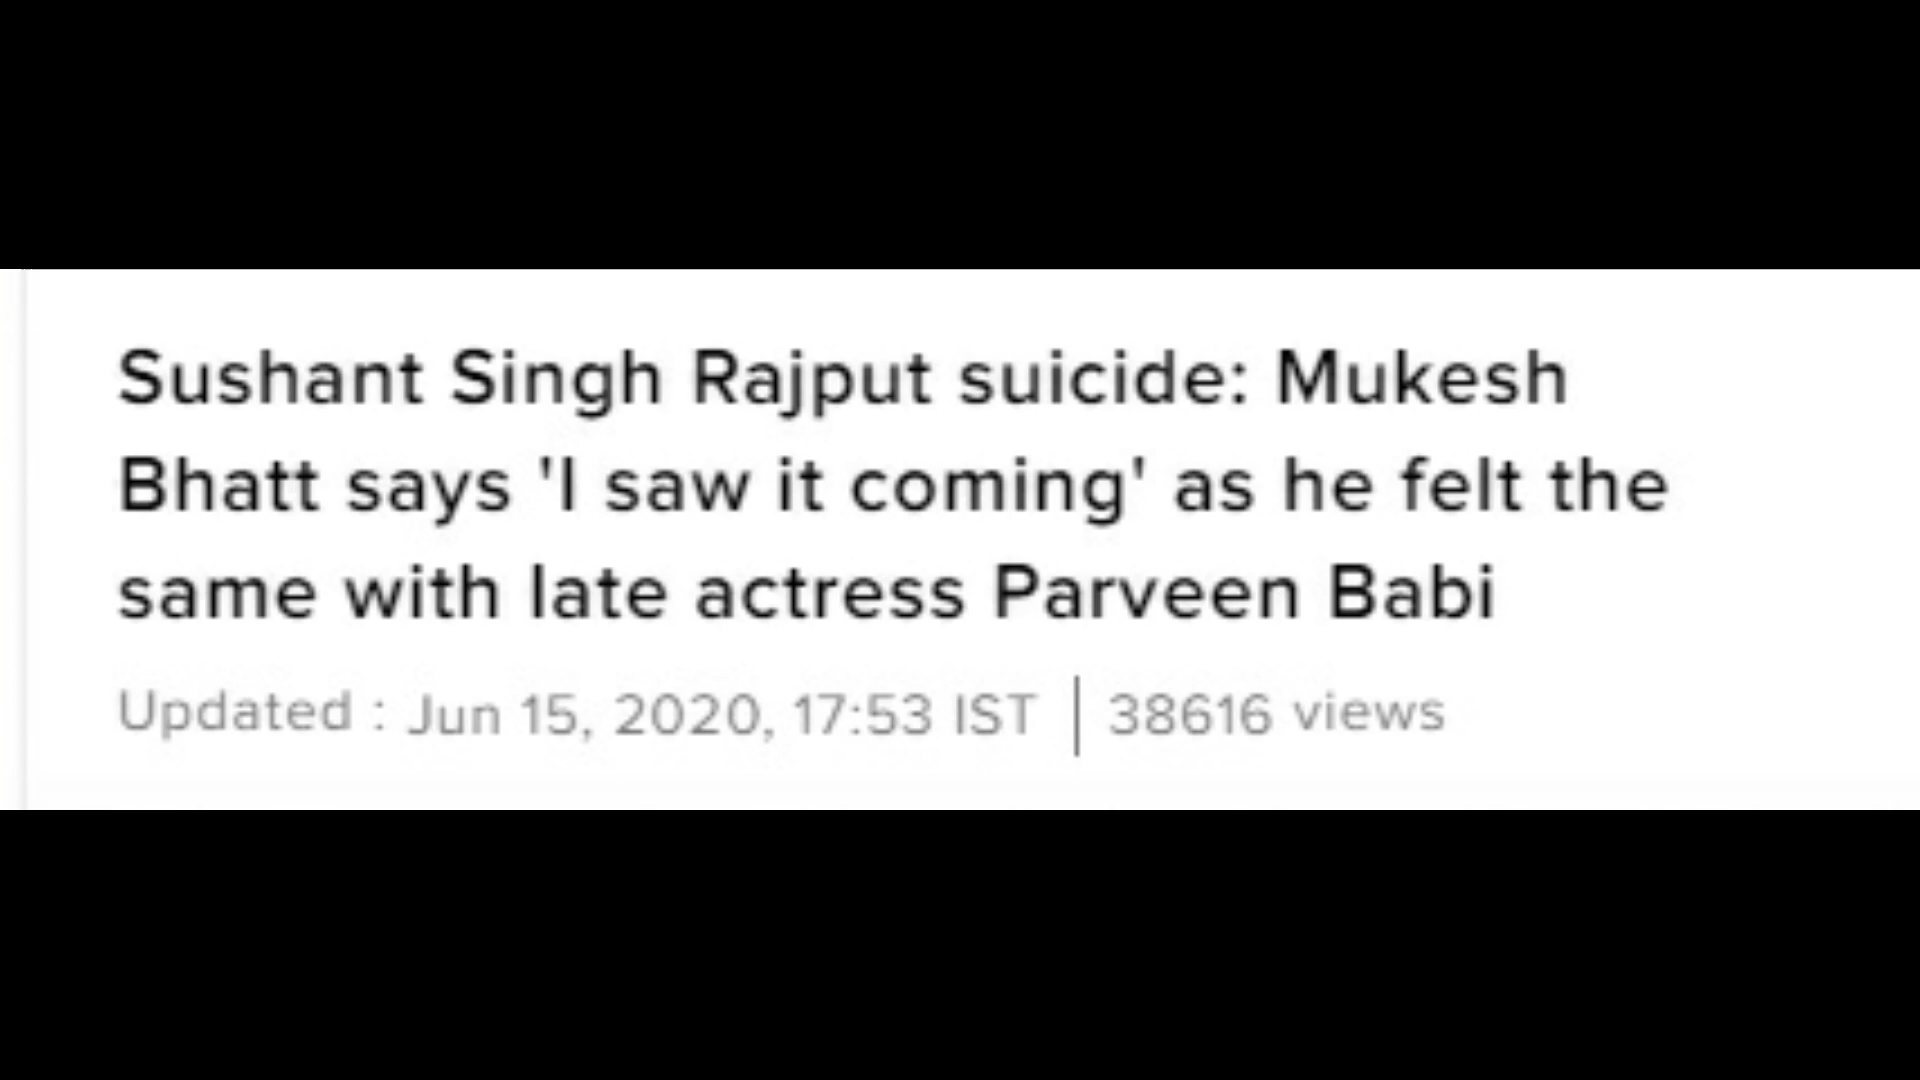 Sushant Singh Rajput suicide: Mukesh
Bhatt says 'I saw it coming' as he felt the
same with late actress Parveen Babi
Updated : Jun 15, 2020, 17:53 IST | 38616 views